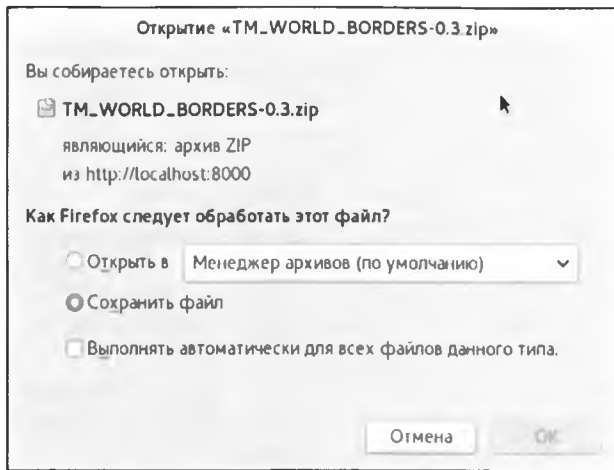 Открытие «TM_WORLD_BORDERS-0.3.zip»
Вы собираетесь открыть:
TM_WORLD_BORDERS-0.3.zip
являющийся: архив ZIP
из http://localhost:8000
Как Firefox следует обработать этот файл?
Открыть в Менеджер архивов (по умолчанию)
Сохранить файл
Выполнять автоматически для всех файлов данного типа.
Отмена OK